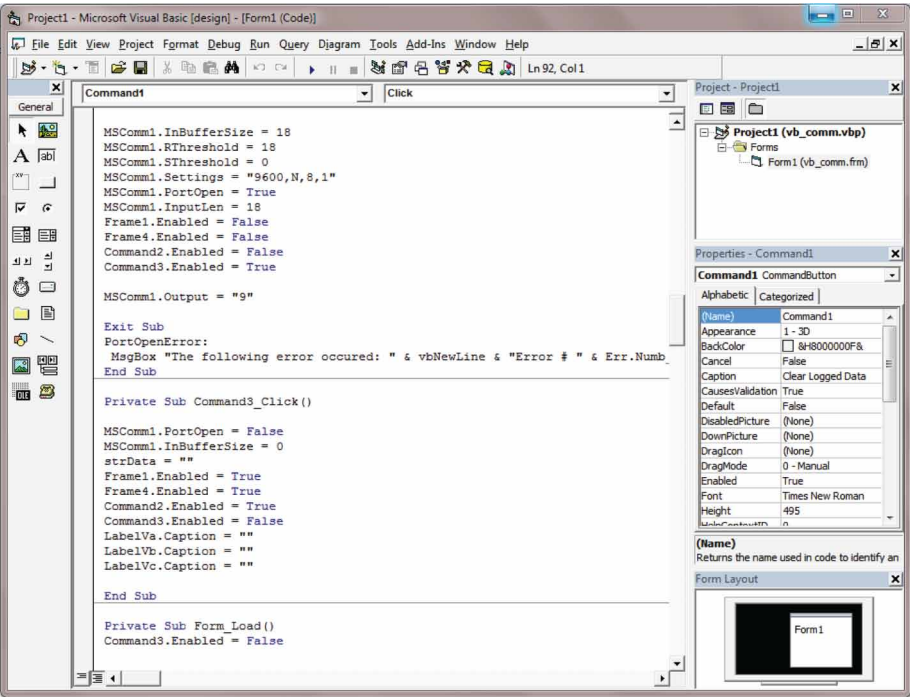 Project1 - Microsoft Visual Basic [design] - [Form1 (Code)]
File Edit View Project Format Debug Run Query Diagram Tools Add-Ins Window Help
Ln 92, Col 1
General
A ab|
Command1 Click
MSComm1.InBufferSize = 18
MSComm1.RThreshold = 18
MSComm1.SThreshold = 0
MSComm1.Settings = "9600,N,8,1"
MSComm1.PortOpen = True
MSComm1.InputLen = 18
Frame1.Enabled = False
Frame4.Enabled = False
Command2.Enabled = False
Command3.Enabled = True
MSComm1.Output = "9"
Exit Sub
PortOpenError:
MsgBox "The following error occured: " & vbNewLine & "Error # " & Err.Numb_
End Sub
Private Sub Command3_Click()
MSComm1.PortOpen = False
MSComm1.InBufferSize = 0
strData = ""
Frame1.Enabled = True
Frame4.Enabled = True
Command2.Enabled = True
Command3.Enabled = False
LabelVa.Caption = ""
LabelVb.Caption = ""
LabelVc.Caption = ""
End Sub
Private Sub Form_Load()
Command3.Enabled = False
Project - Project1
Project1 (vb_comm.vbp)
Forms
Form1 (vb_comm.frm)
Properties - Command1
Command1 CommandButton
Alphabetic Categorized
(Name) Command1
Appearance 1 - 3D
BackColor &H8000000F&
Cancel False
Caption Clear Logged Data
CausesValidation True
Default False
DisabledPicture (None)
DownPicture (None)
DragIcon (None)
DragMode 0 - Manual
Enabled True
Font Times New Roman
Height 495
HelpContextID 0
(Name)
Returns the name used in code to identify an
Form Layout
Form1